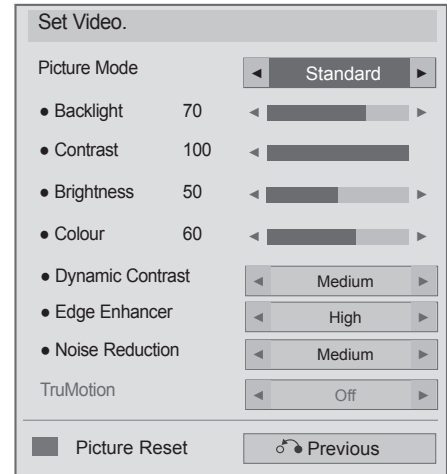 Set Video.
Picture Mode ◄ Standard ►
● Backlight 70 ◄ ►
● Contrast 100 ◄
● Brightness 50 ◄ ►
● Colour 60 ◄ ►
● Dynamic Contrast ◄ Medium ►
● Edge Enhancer ◄ High ►
● Noise Reduction ◄ Medium ►
TruMotion ◄ Off ►
Picture Reset Previous